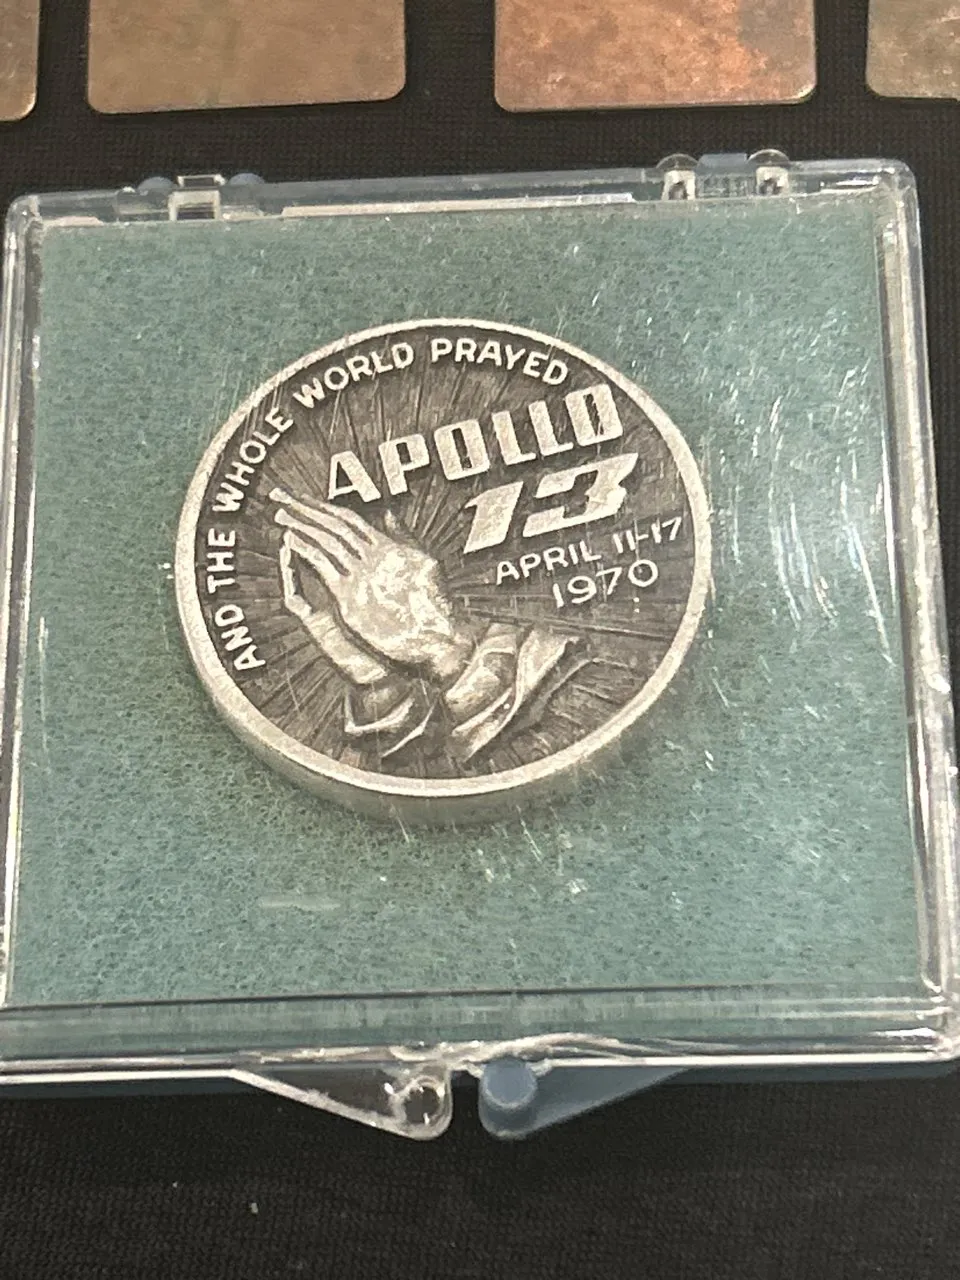 AND THE WHOLE WORLD PRAYED
APOLLO
13
APRIL 11-17
1970